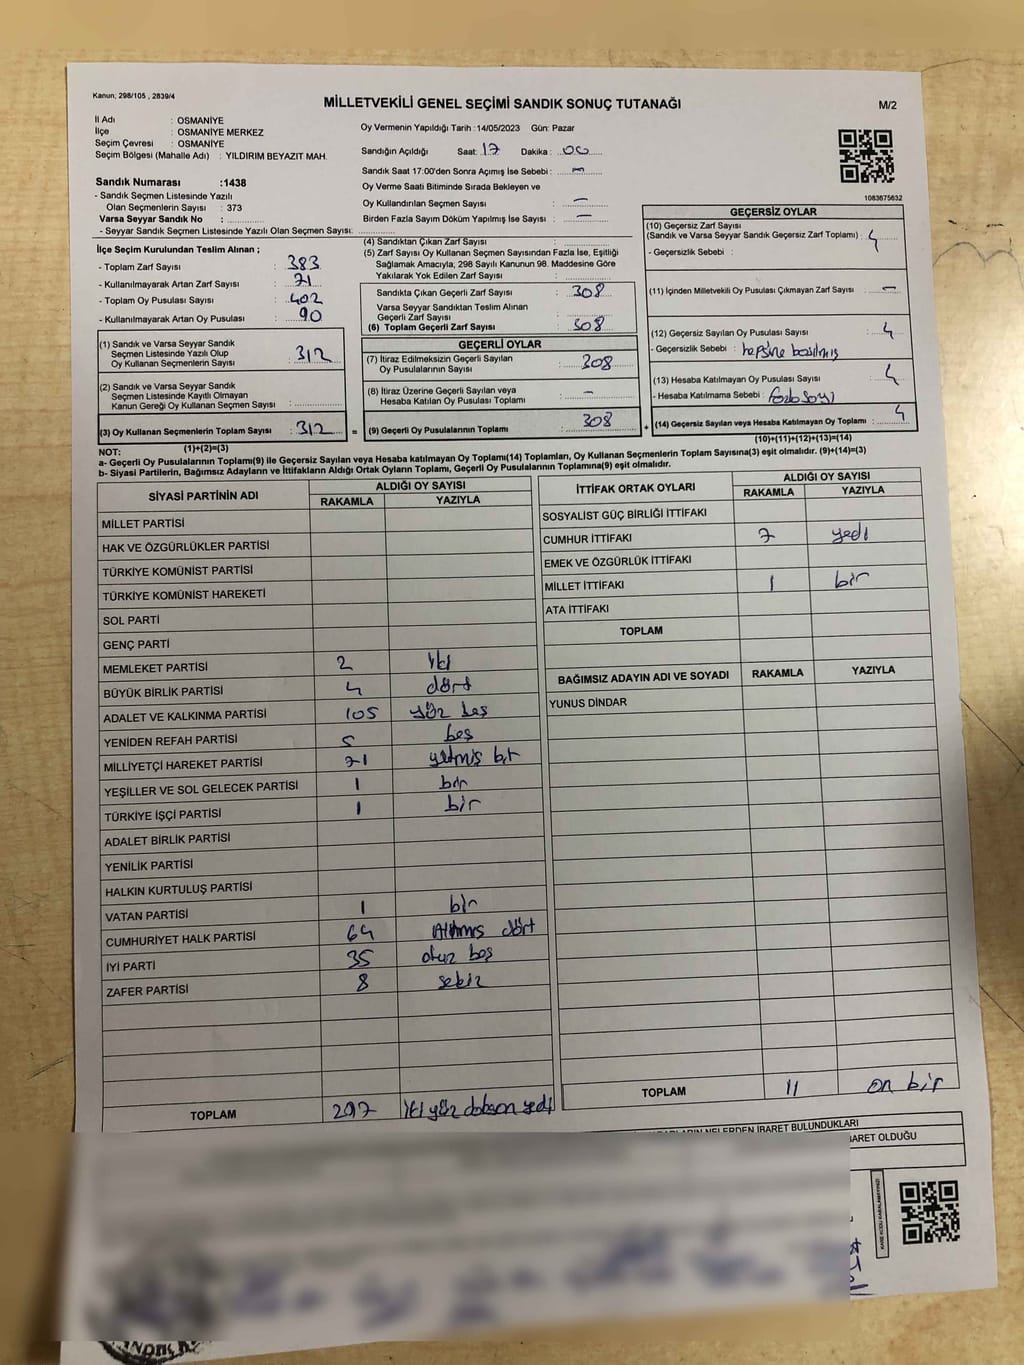 Kanun; 298/105 , 2839/4
MİLLETVEKİLİ GENEL SEÇİMİ SANDIK SONUÇ TUTANAĞI
M/2
İl Adı : OSMANİYE
İlçe : OSMANİYE MERKEZ
Seçim Çevresi : OSMANİYE
Seçim Bölgesi (Mahalle Adı) : YILDIRIM BEYAZIT MAH.
Sandık Numarası :1438
- Sandık Seçmen Listesinde Yazılı
Olan Seçmenlerin Sayısı : 373
Varsa Seyyar Sandık No :
- Seyyar Sandık Seçmen Listesinde Yazılı Olan Seçmen Sayısı:
Oy Vermenin Yapıldığı Tarih :14/05/2023 Gün: Pazar
Sandığın Açıldığı Saat: 17 Dakika : 00
Sandık Saat 17:00'den Sonra Açımış İse Sebebi : —
Oy Verme Saati Bitiminde Sırada Bekleyen ve
Oy Kullandırılan Seçmen Sayısı : —
Birden Fazla Sayım Döküm Yapılmış İse Sayısı : —
1083675632
İlçe Seçim Kurulundan Teslim Alınan ;
- Toplam Zarf Sayısı : 383
- Kullanılmayarak Artan Zarf Sayısı : 71
- Toplam Oy Pusulası Sayısı : 402
- Kullanılmayarak Artan Oy Pusulası : 90
(1) Sandık ve Varsa Seyyar Sandık
Seçmen Listesinde Yazılı Olup
Oy Kullanan Seçmenlerin Sayısı : 312
(2) Sandık ve Varsa Seyyar Sandık
Seçmen Listesinde Kayıtlı Olmayan
Kanun Gereği Oy Kullanan Seçmen Sayısı :
(3) Oy Kullanan Seçmenlerin Toplam Sayısı : 312
(1)+(2)=(3)
(4) Sandıktan Çıkan Zarf Sayısı :
(5) Zarf Sayısı Oy Kullanan Seçmen Sayısından Fazla İse, Eşitliği
Sağlamak Amacıyla, 298 Sayılı Kanunun 98. Maddesine Göre
Yakılarak Yok Edilen Zarf Sayısı :
Sandıkta Çıkan Geçerli Zarf Sayısı : 308
Varsa Seyyar Sandıktan Teslim Alınan
Geçerli Zarf Sayısı :
(6) Toplam Geçerli Zarf Sayısı : 308
GEÇERLİ OYLAR
(7) İtiraz Edilmeksizin Geçerli Sayılan
Oy Pusulalarının Sayısı : 308
(8) İtiraz Üzerine Geçerli Sayılan veya
Hesaba Katılan Oy Pusulası Toplamı : —
= (9) Geçerli Oy Pusulalarının Toplamı : 308
GEÇERSİZ OYLAR
(10) Geçersiz Zarf Sayısı
(Sandık ve Varsa Seyyar Sandık Geçersiz Zarf Toplamı) : 4
- Geçersizlik Sebebi :
(11) İçinden Milletvekili Oy Pusulası Çıkmayan Zarf Sayısı : —
(12) Geçersiz Sayılan Oy Pusulası Sayısı : 4
- Geçersizlik Sebebi : hepsine basılmış
(13) Hesaba Katılmayan Oy Pusulası Sayısı : 4
- Hesaba Katılmama Sebebi :
+ (14) Geçersiz Sayılan veya Hesaba Katılmayan Oy Toplamı : 4
(10)+(11)+(12)+(13)=(14)
NOT:
a- Geçerli Oy Pusulalarının Toplamı(9) ile Geçersiz Sayılan veya Hesaba katılmayan Oy Toplamı(14) Toplamları, Oy Kullanan Seçmenlerin Toplam Sayısına(3) eşit olmalıdır. (9)+(14)=(3)
b- Siyasi Partilerin, Bağımsız Adayların ve İttifakların Aldığı Ortak Oyların Toplamı, Geçerli Oy Pusulalarının Toplamına(9) eşit olmalıdır.
SİYASİ PARTİNİN ADI ALDIĞI OY SAYISI
RAKAMLA YAZIYLA
MİLLET PARTİSİ
HAK VE ÖZGÜRLÜKLER PARTİSİ
TÜRKİYE KOMÜNİST PARTİSİ
TÜRKİYE KOMÜNİST HAREKETİ
SOL PARTİ
GENÇ PARTİ
MEMLEKET PARTİSİ 2 iki
BÜYÜK BİRLİK PARTİSİ 4 dört
ADALET VE KALKINMA PARTİSİ 105 yüz beş
YENİDEN REFAH PARTİSİ 5 beş
MİLLİYETÇİ HAREKET PARTİSİ 71 yetmiş bir
YEŞİLLER VE SOL GELECEK PARTİSİ 1 bir
TÜRKİYE İŞÇİ PARTİSİ 1 bir
ADALET BİRLİK PARTİSİ
YENİLİK PARTİSİ
HALKIN KURTULUŞ PARTİSİ
VATAN PARTİSİ 1 bir
CUMHURİYET HALK PARTİSİ 64 Altmış dört
İYİ PARTİ 35 otuz beş
ZAFER PARTİSİ 8 sekiz
TOPLAM 297 iki yüz doksan yedi
İTTİFAK ORTAK OYLARI ALDIĞI OY SAYISI
RAKAMLA YAZIYLA
SOSYALİST GÜÇ BİRLİĞİ İTTİFAKI
CUMHUR İTTİFAKI 7 yedi
EMEK VE ÖZGÜRLÜK İTTİFAKI
MİLLET İTTİFAKI 1 bir
ATA İTTİFAKI
TOPLAM
BAĞIMSIZ ADAYIN ADI VE SOYADI RAKAMLA YAZIYLA
YUNUS DİNDAR
TOPLAM 11 on bir
NELERDEN İBARET BULUNDUKLARI
BARET OLDUĞU